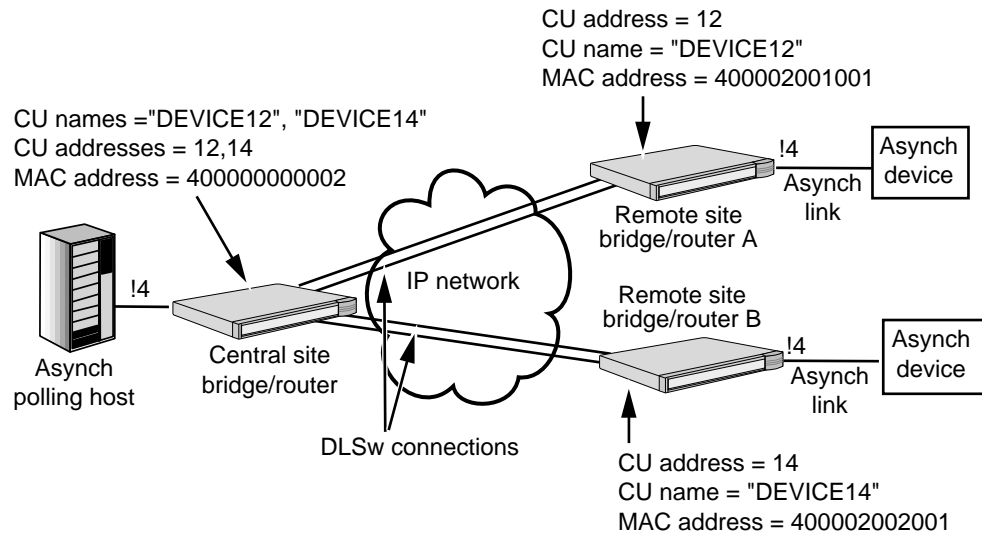 CU address = 12
CU name = "DEVICE12"
MAC address = 400002001001
CU names ="DEVICE12", "DEVICE14"
CU addresses = 12,14
MAC address = 400000000002
!4
Asynch
device
Asynch
link
Remote site
bridge/router A
IP network
!4
Asynch
polling host
Central site
bridge/router
Remote site
bridge/router B
!4
Asynch
device
Asynch
link
DLSw connections
CU address = 14
CU name = "DEVICE14"
MAC address = 400002002001